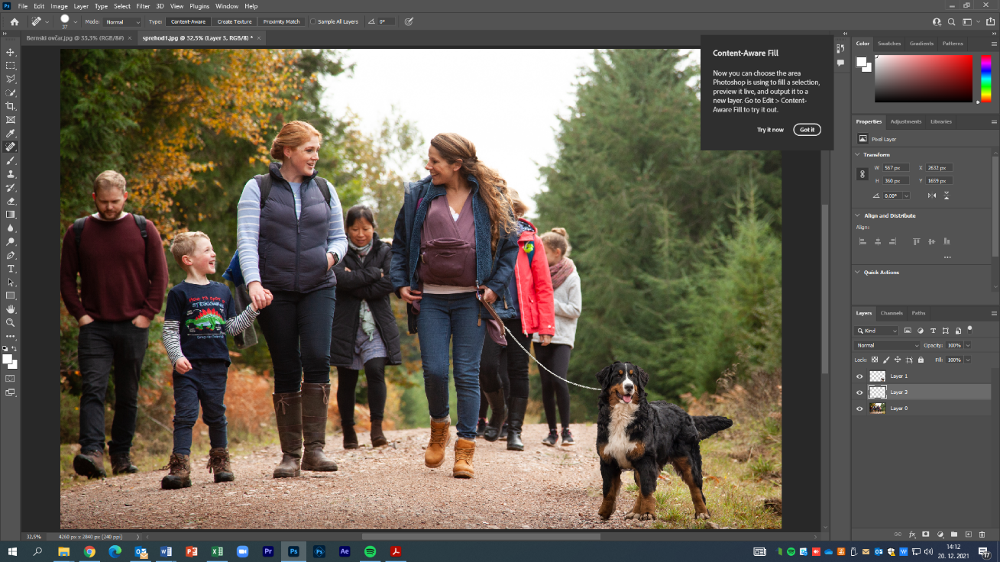 Ps File Edit Image Layer Type Select Filter 3D View Plugins Window Help
37 Mode: Normal Type: Content-Aware Create Texture Proximity Match Sample All Layers 0°
Bernski ovčar.jpg @ 33,3% (RGB/8#) × sprehod1.jpg @ 32,5% (Layer 3, RGB/8) * ×
Content-Aware Fill
Now you can choose the area
Photoshop is using to fill a selection,
preview it live, and output it to a
new layer. Go to Edit > Content-
Aware Fill to try it out.
Try it now Got it
Color Swatches Gradients Patterns
Properties Adjustments Libraries
Pixel Layer
Transform
W 567 px X 2632 px
H 360 px Y 1659 px
0,00°
Align and Distribute
Align:
Quick Actions
Layers Channels Paths
Kind
Normal Opacity: 100%
Lock: Fill: 100%
Layer 1
Layer 3
Layer 0
STEGOSAURUS
32,5% 4260 px x 2840 px (240 ppi)
W P X Pr Ps Ps Ae
14:12
20. 12. 2021
17